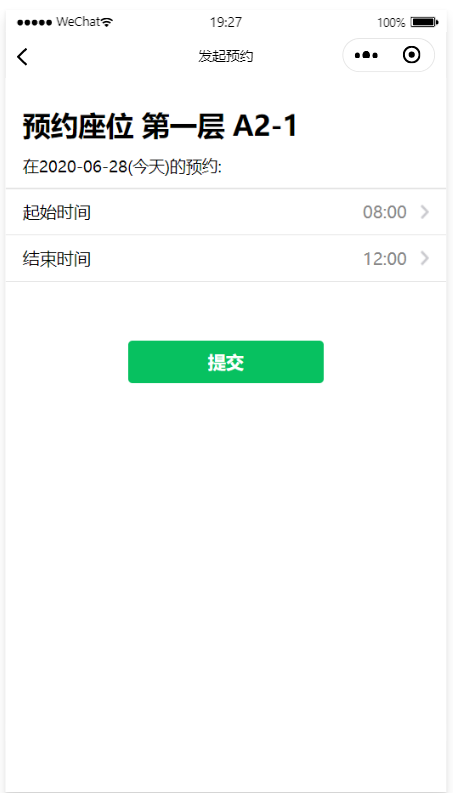 WeChat 19:27 100%
发起预约
预约座位 第一层 A2-1
在2020-06-28(今天)的预约:
起始时间 08:00
结束时间 12:00
提交